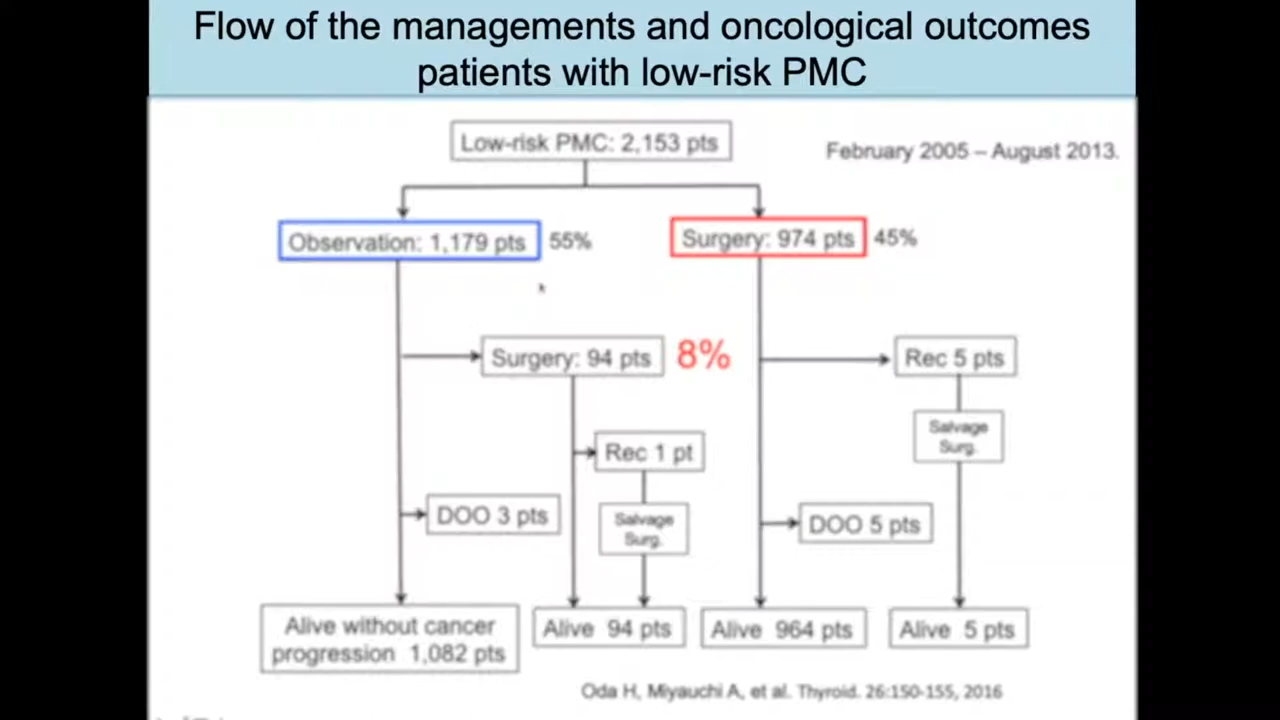 Flow of the managements and oncological outcomes
patients with low-risk PMC
Low-risk PMC: 2,153 pts
February 2005 – August 2013.
Observation: 1,179 pts
55%
Surgery: 974 pts
45%
Surgery: 94 pts
8%
Rec 5 pts
Salvage
Surg.
Rec 1 pt
DOO 3 pts
Salvage
Surg.
DOO 5 pts
Alive without cancer
progression 1,082 pts
Alive 94 pts
Alive 964 pts
Alive 5 pts
Oda H, Miyauchi A, et al. Thyroid. 26:150-155, 2016